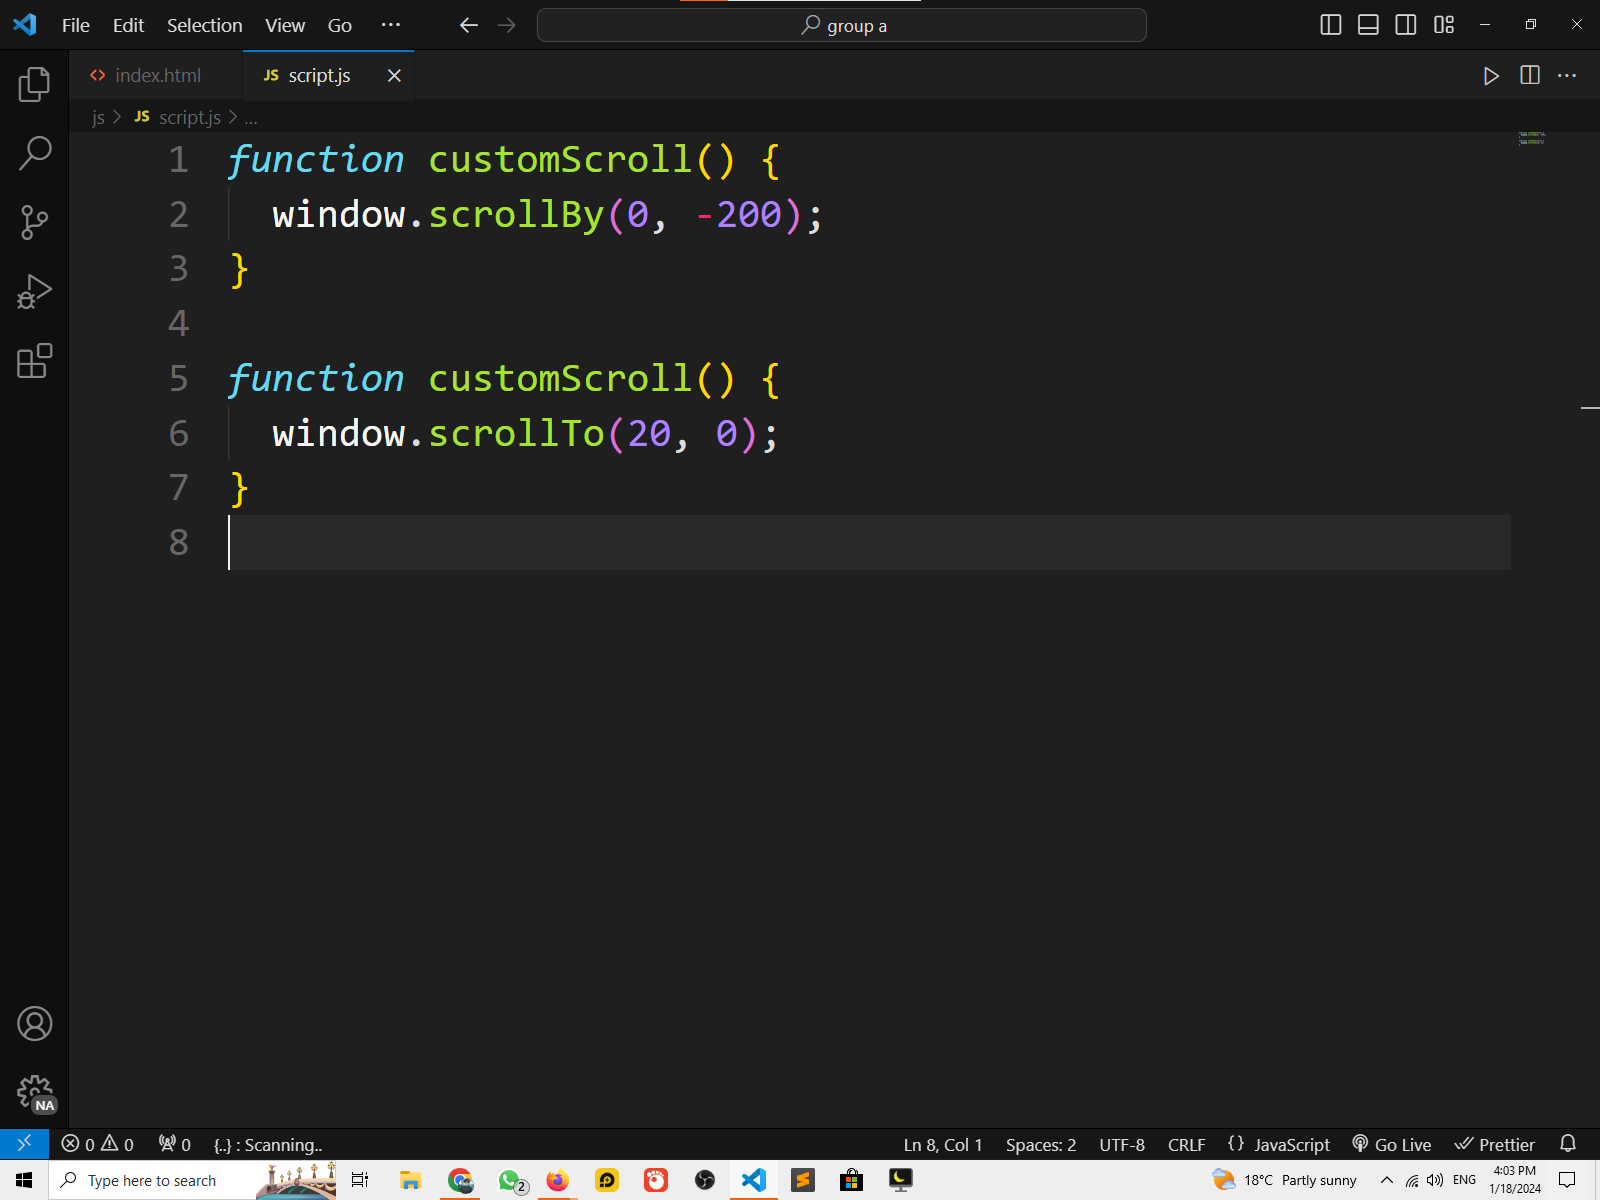 File Edit Selection View Go ··· group a
index.html JS script.js
js > JS script.js > ...
1 function customScroll() {
2   window.scrollBy(0, -200);
3 }
4
5 function customScroll() {
6   window.scrollTo(20, 0);
7 }
8
NA
0 0 0 {..} : Scanning.. Ln 8, Col 1 Spaces: 2 UTF-8 CRLF {} JavaScript Go Live Prettier
Type here to search 2 18°C Partly sunny ENG 4:03 PM
1/18/2024